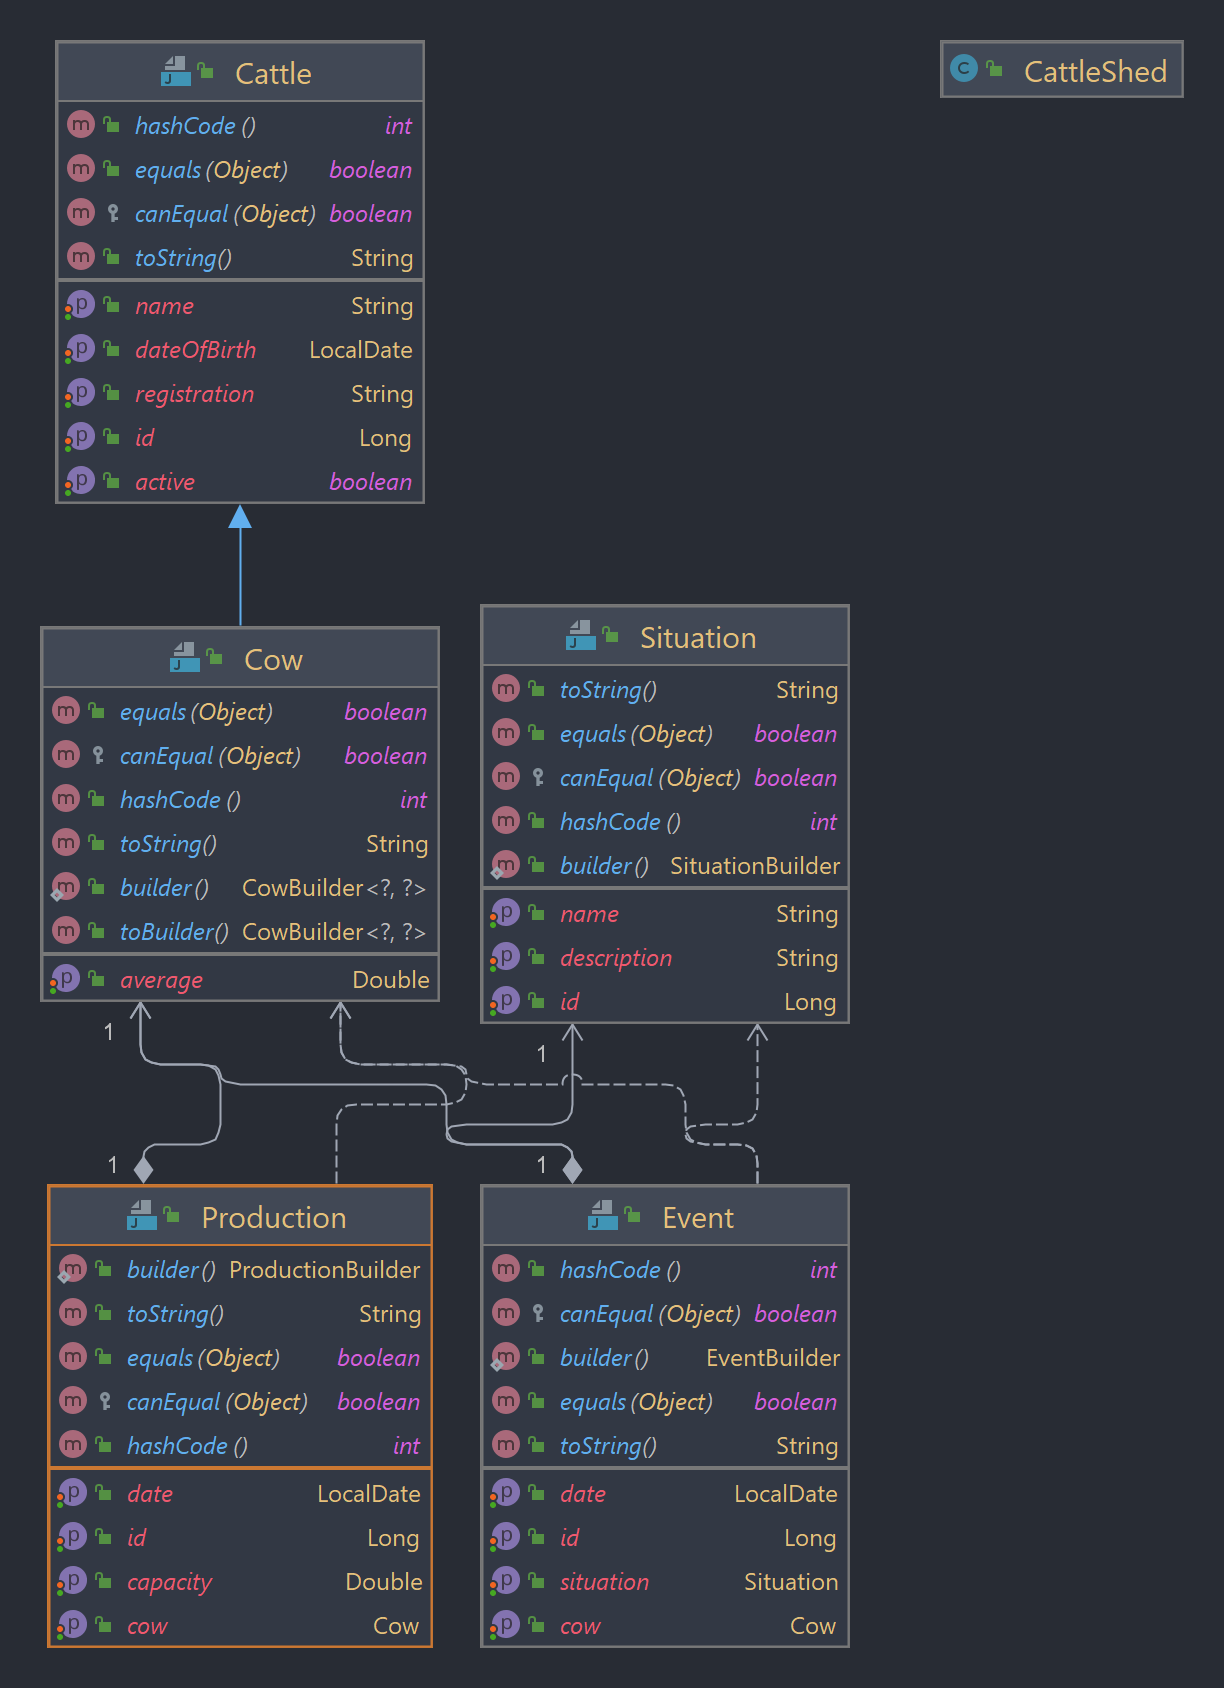 Cattle
hashCode () int
equals (Object) boolean
canEqual (Object) boolean
toString() String
name String
dateOfBirth LocalDate
registration String
id Long
active boolean
C CattleShed
Cow
equals (Object) boolean
canEqual (Object) boolean
hashCode () int
toString() String
builder() CowBuilder<?, ?>
toBuilder() CowBuilder<?, ?>
average Double
Situation
toString() String
equals (Object) boolean
canEqual (Object) boolean
hashCode () int
builder() SituationBuilder
name String
description String
id Long
1
1
1
1
Production
builder() ProductionBuilder
toString() String
equals (Object) boolean
canEqual (Object) boolean
hashCode () int
date LocalDate
id Long
capacity Double
cow Cow
Event
hashCode () int
canEqual (Object) boolean
builder() EventBuilder
equals (Object) boolean
toString() String
date LocalDate
id Long
situation Situation
cow Cow